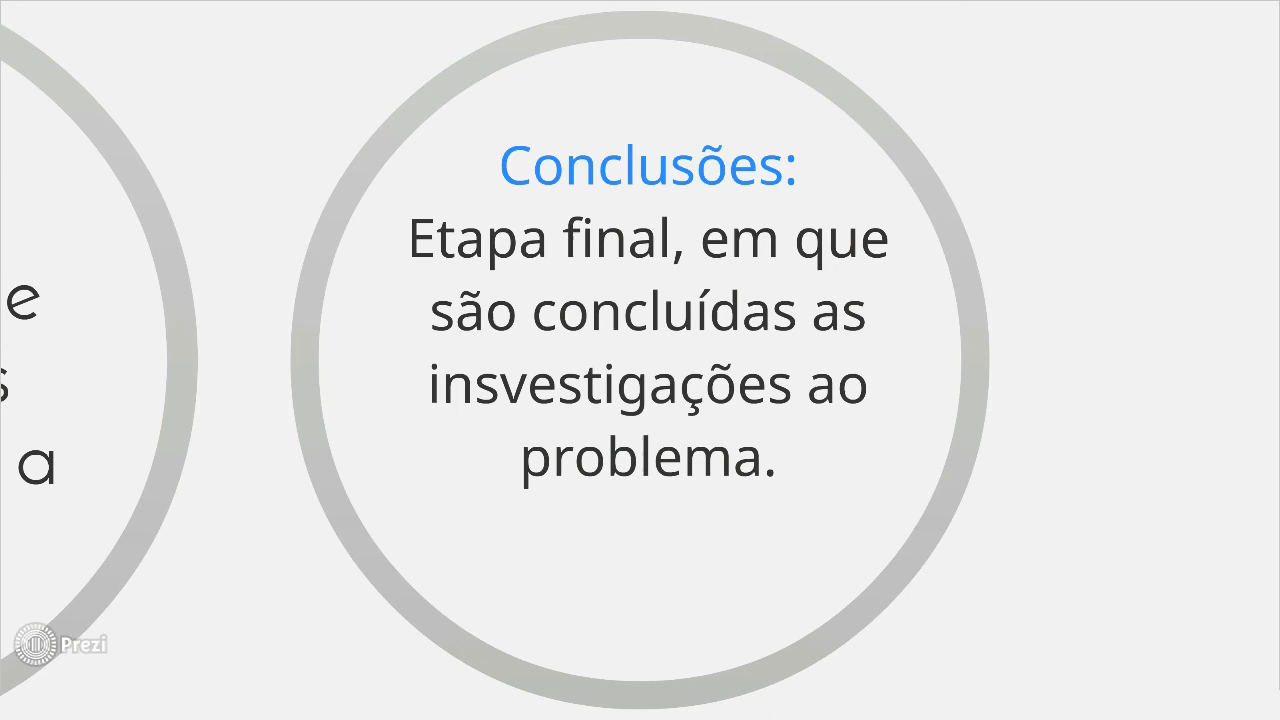 Conclusões:
Etapa final, em que
são concluídas as
insvestigações ao
problema.
e
s
a
Prezi